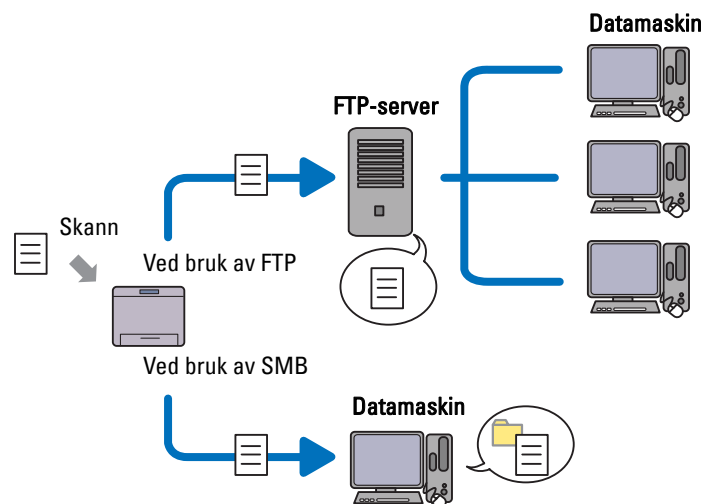 Datamaskin
FTP-server
Skann
Ved bruk av FTP
Ved bruk av SMB
Datamaskin